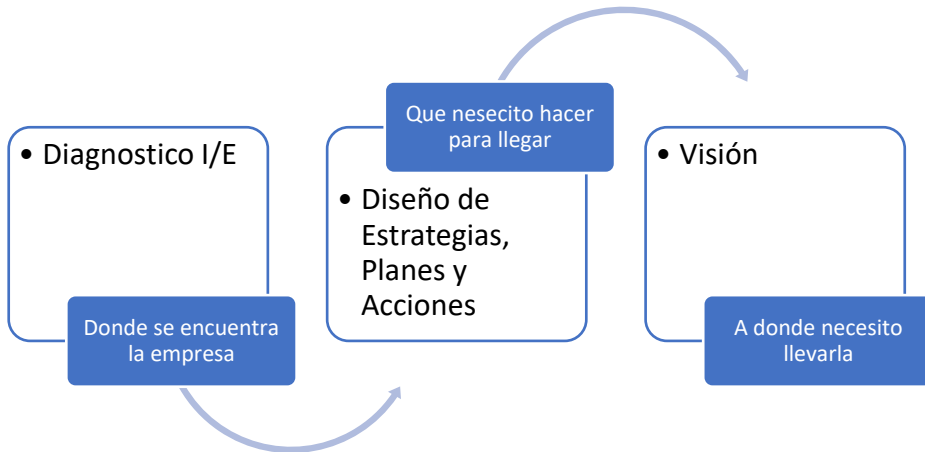 • Diagnostico I/E
Donde se encuentra
la empresa
Que nesecito hacer
para llegar
• Diseño de
Estrategias,
Planes y
Acciones
• Visión
A donde necesito
llevarla